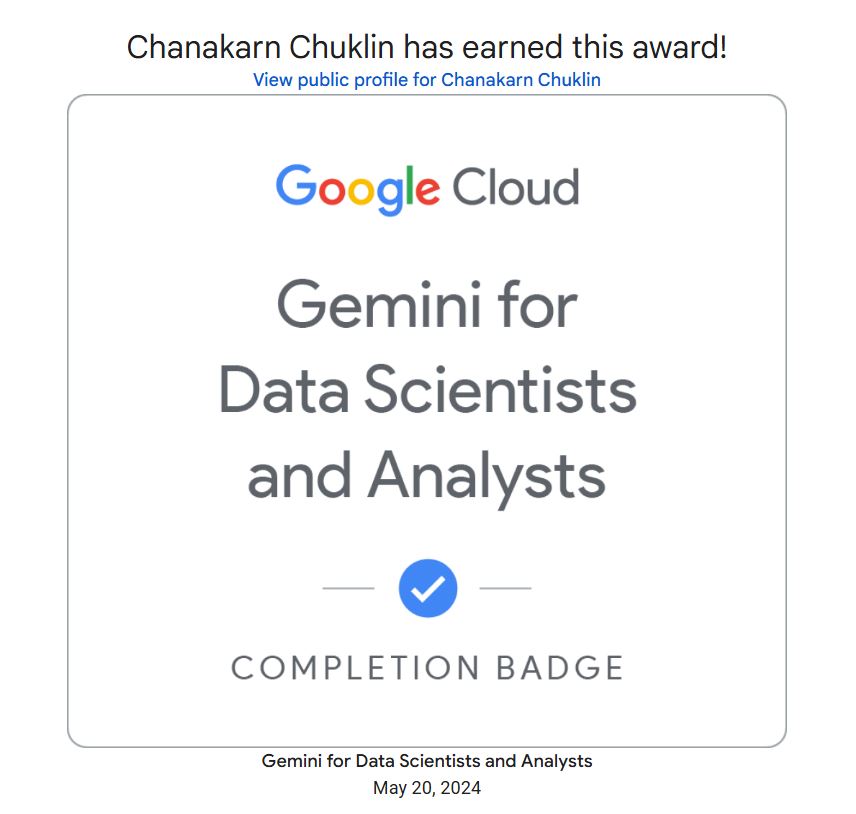 Chanakarn Chuklin has earned this award!
View public profile for Chanakarn Chuklin
Google Cloud
Gemini for
Data Scientists
and Analysts
COMPLETION BADGE
Gemini for Data Scientists and Analysts
May 20, 2024